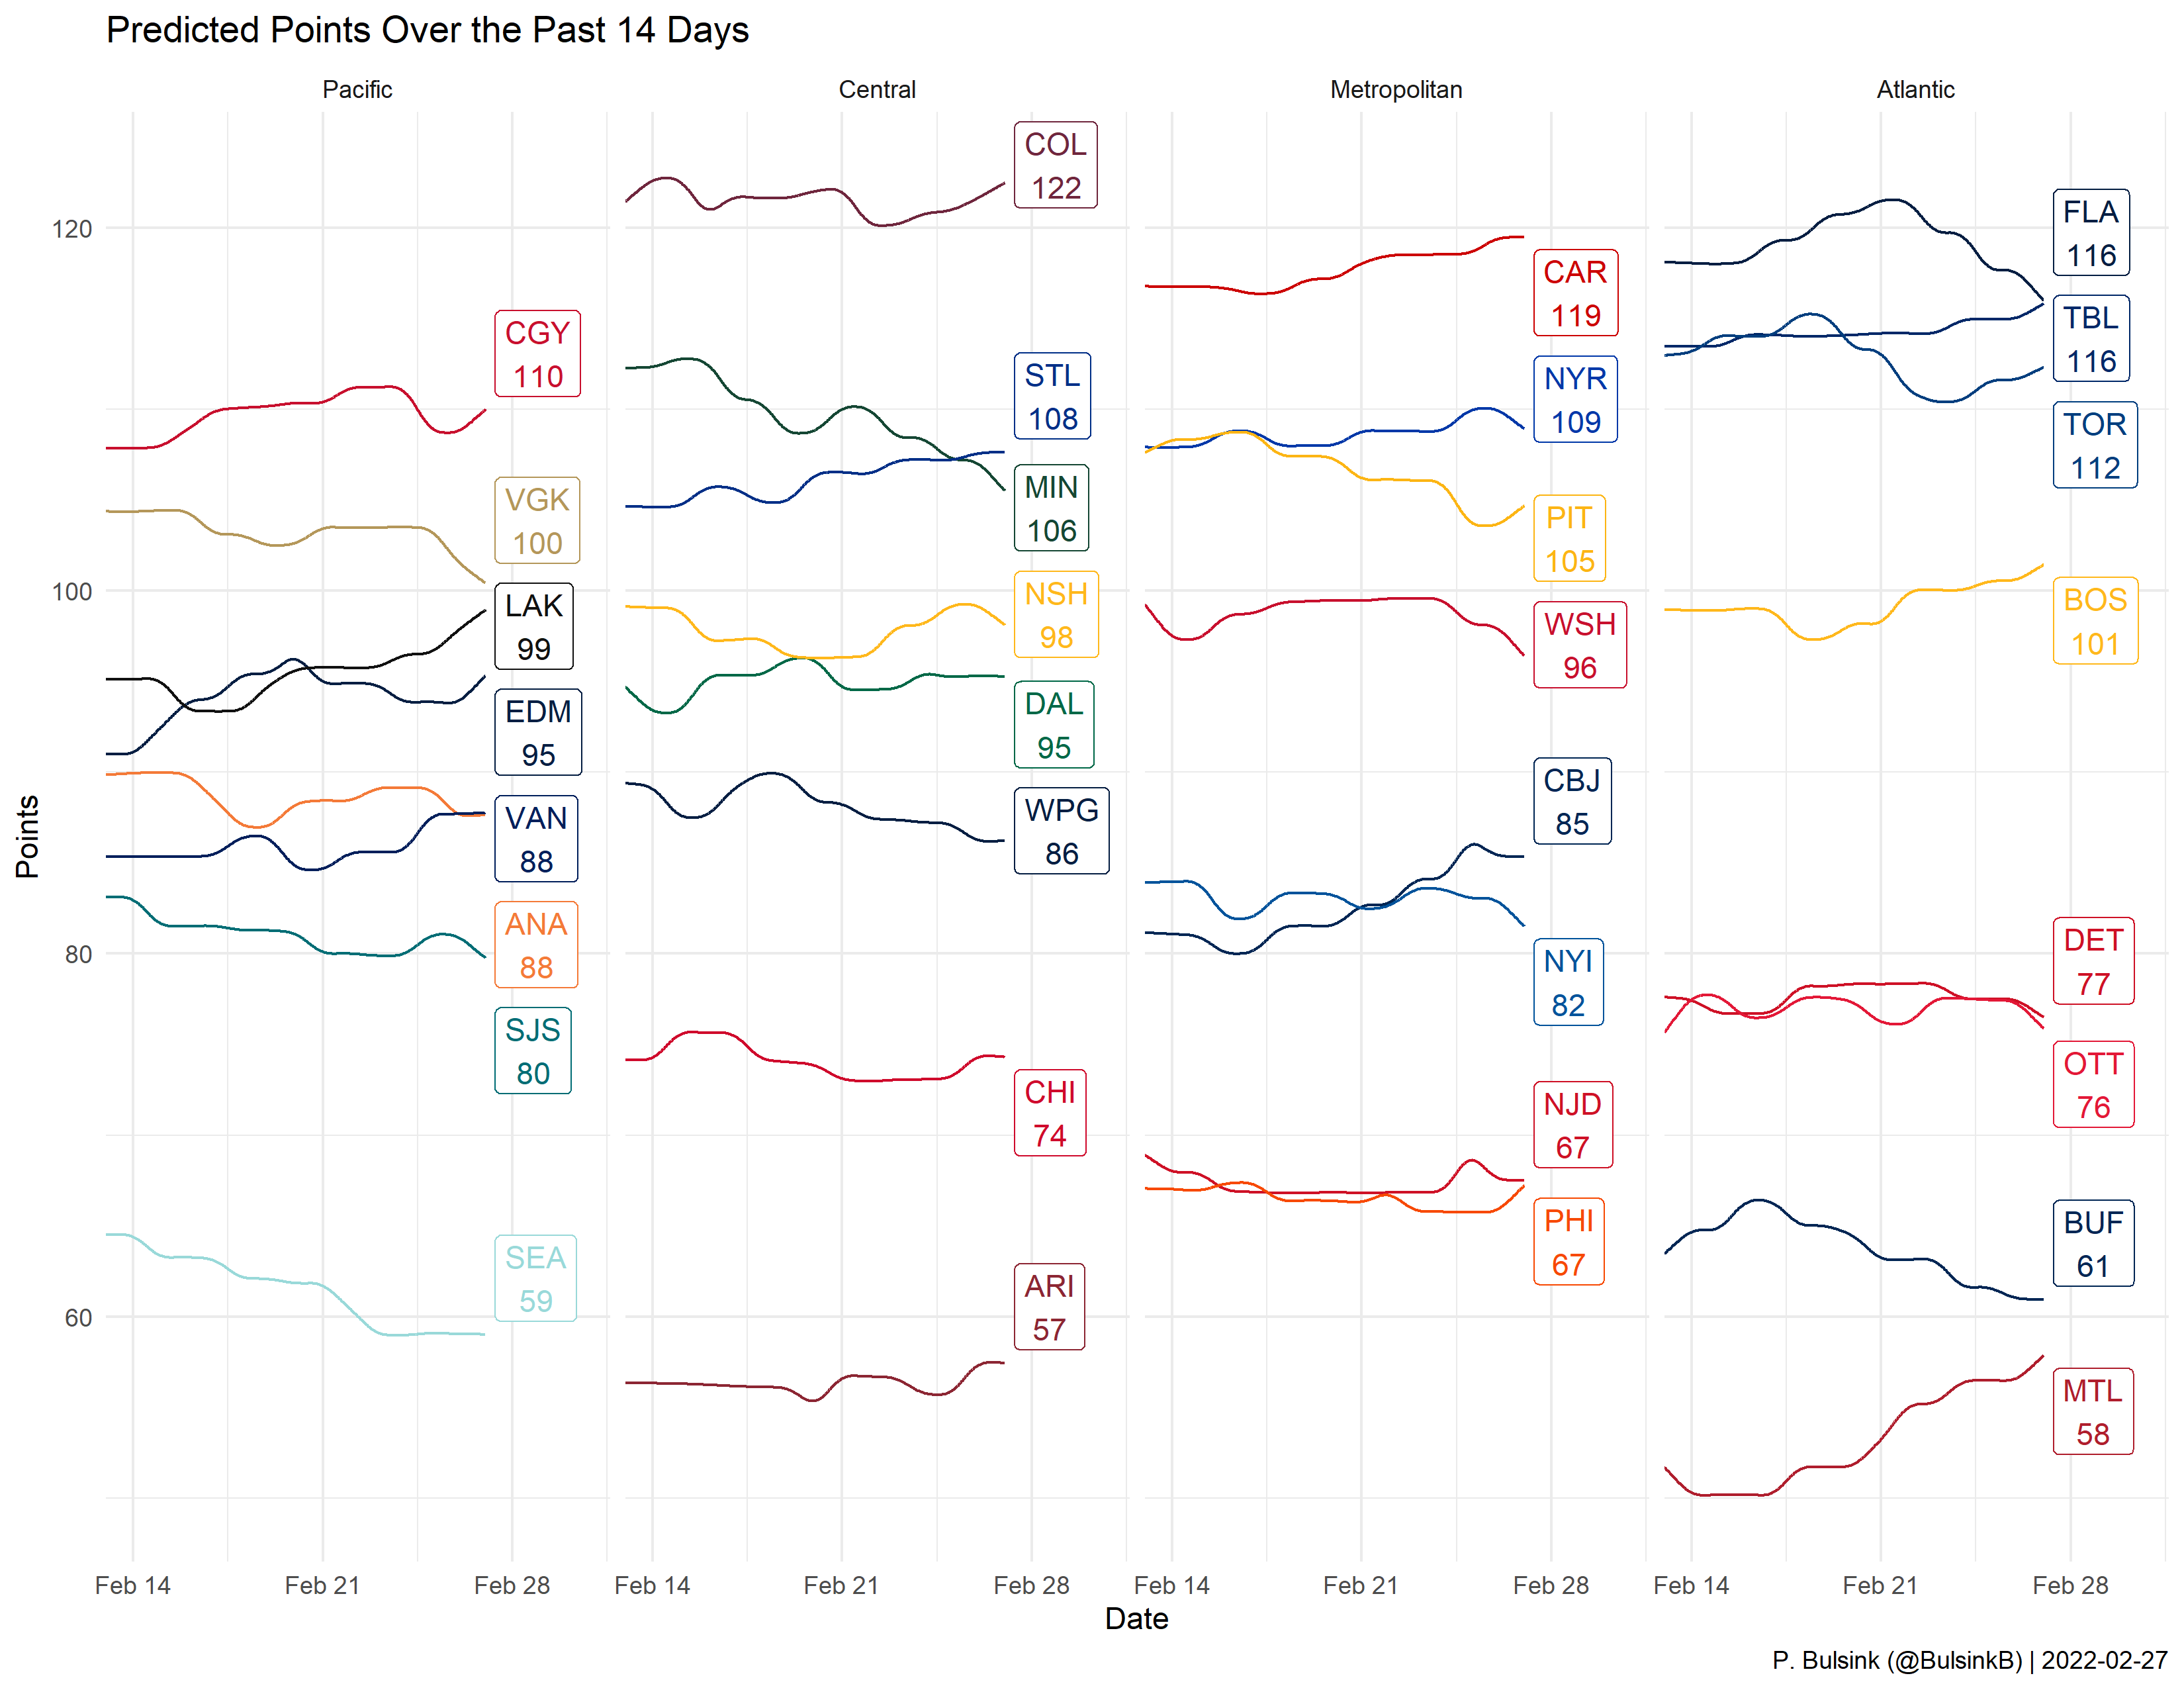 Predicted Points Over the Past 14 Days
Pacific
Central
Metropolitan
Atlantic
Points
120
100
80
60
CGY
110
VGK
100
LAK
99
EDM
95
VAN
88
ANA
88
SJS
80
SEA
59
COL
122
STL
108
MIN
106
NSH
98
DAL
95
WPG
86
CHI
74
ARI
57
CAR
119
NYR
109
PIT
105
WSH
96
CBJ
85
NYI
82
NJD
67
PHI
67
FLA
116
TBL
116
TOR
112
BOS
101
DET
77
OTT
76
BUF
61
MTL
58
Feb 14 Feb 21 Feb 28
Feb 14 Feb 21 Feb 28
Feb 14 Feb 21 Feb 28
Feb 14 Feb 21 Feb 28
Date
P. Bulsink (@BulsinkB) | 2022-02-27